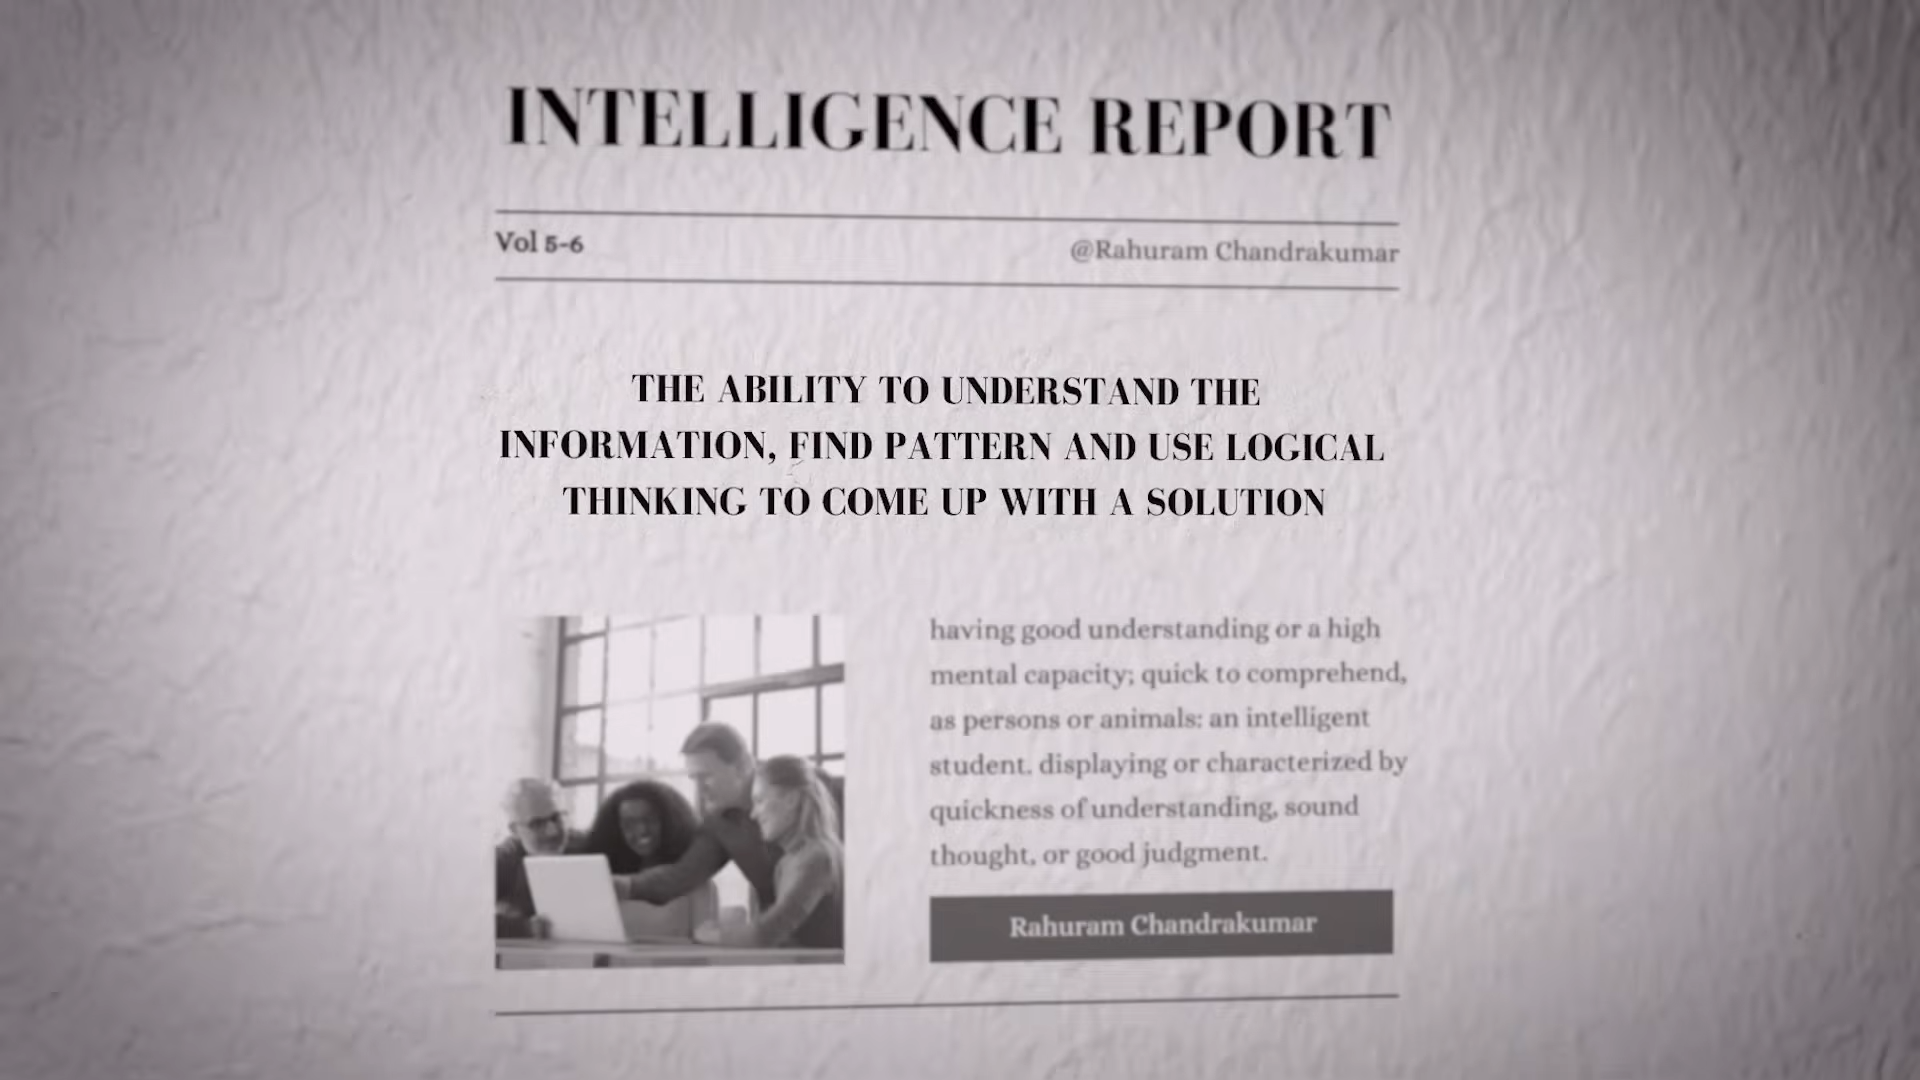 INTELLIGENCE REPORT
Vol 5-6
@Rahuram Chandrakumar
THE ABILITY TO UNDERSTAND THE
INFORMATION, FIND PATTERN AND USE LOGICAL
THINKING TO COME UP WITH A SOLUTION
having good understanding or a high
mental capacity; quick to comprehend,
as persons or animals: an intelligent
student. displaying or characterized by
quickness of understanding, sound
thought, or good judgment.
Rahuram Chandrakumar